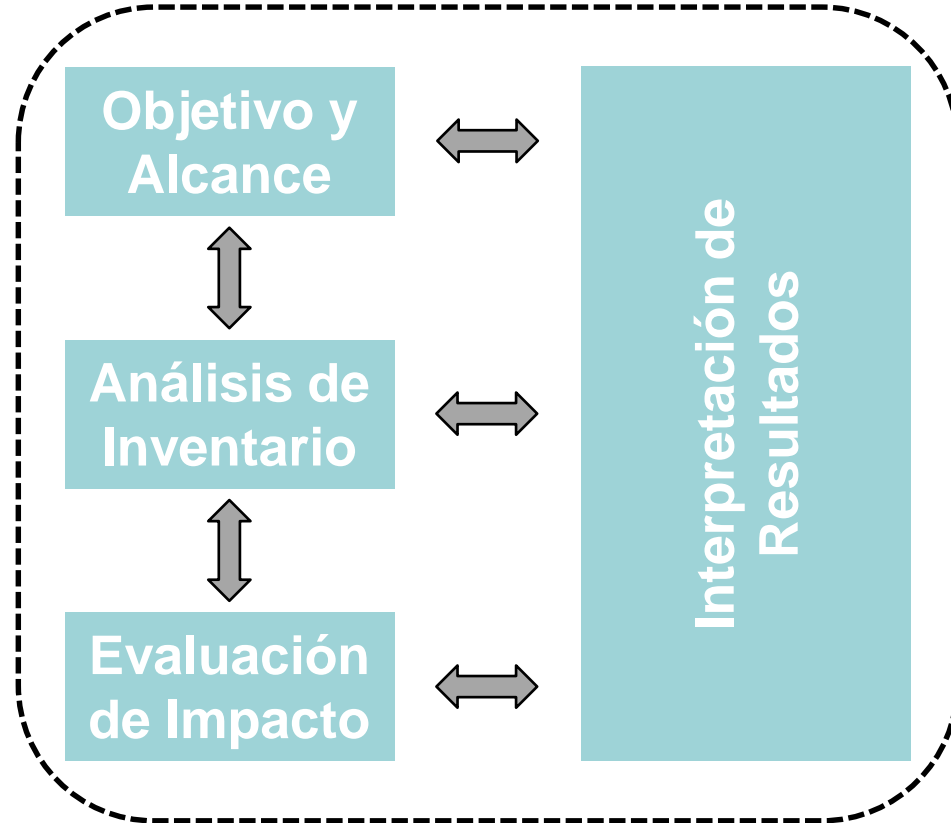 Objetivo y
Alcance
Análisis de
Inventario
Evaluación
de Impacto
Interpretación de
Resultados